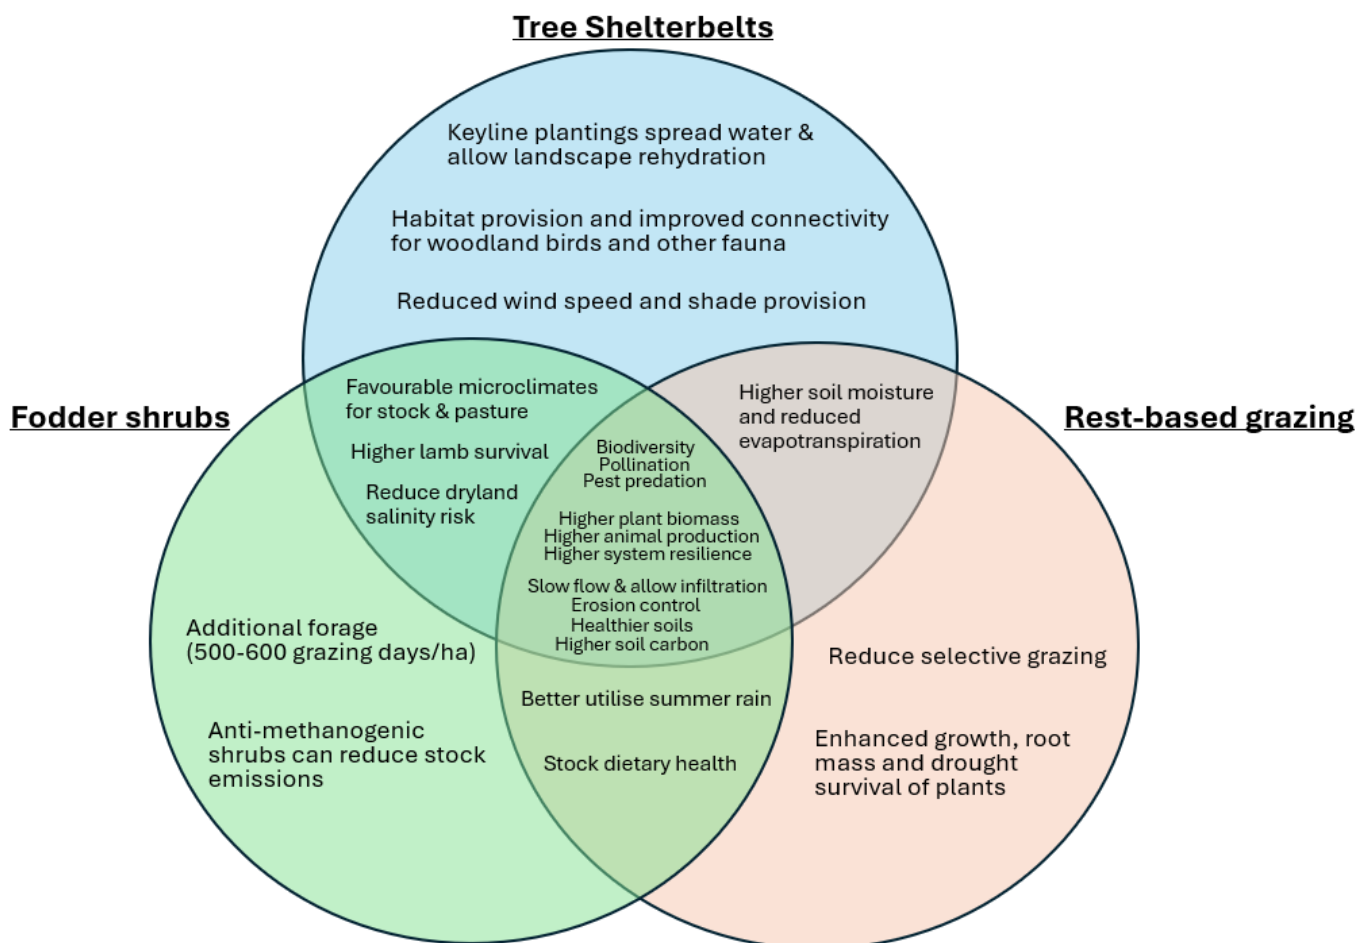 Tree Shelterbelts
Keyline plantings spread water &
allow landscape rehydration
Habitat provision and improved connectivity
for woodland birds and other fauna
Reduced wind speed and shade provision
Fodder shrubs
Rest-based grazing
Favourable microclimates
for stock & pasture
Higher lamb survival
Reduce dryland
salinity risk
Higher soil moisture
and reduced
evapotranspiration
Biodiversity
Pollination
Pest predation
Higher plant biomass
Higher animal production
Higher system resilience
Slow flow & allow infiltration
Erosion control
Healthier soils
Higher soil carbon
Additional forage
(500-600 grazing days/ha)
Anti-methanogenic
shrubs can reduce stock
emissions
Better utilise summer rain
Stock dietary health
Reduce selective grazing
Enhanced growth, root
mass and drought
survival of plants